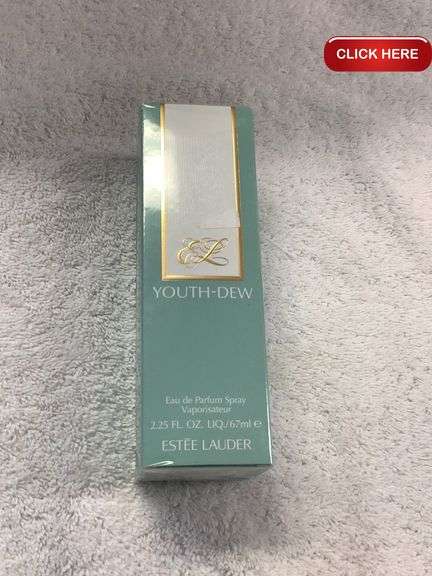 CLICK HERE
EL
YOUTH-DEW
Eau de Parfum Spray
Vaporisateur
2.25 FL. OZ. LIQ./67ml ℮
ESTĒE LAUDER